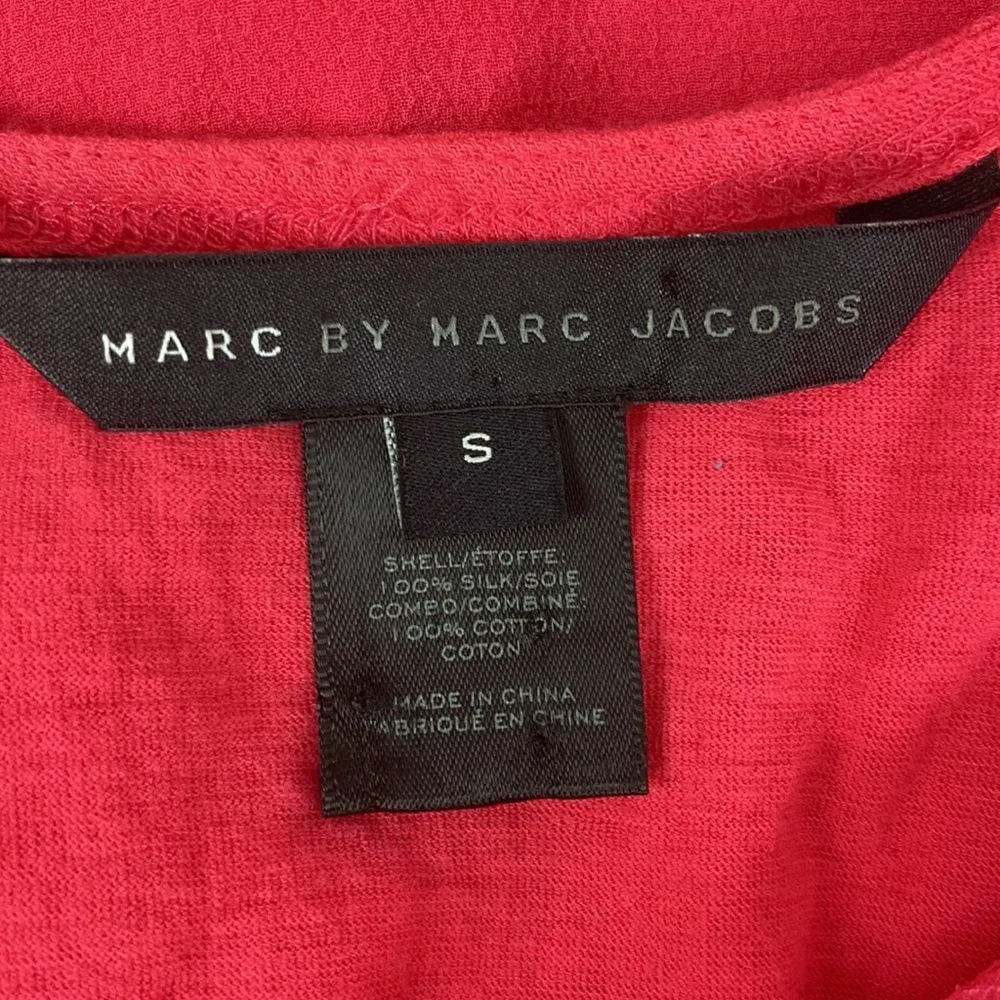 MARC BY MARC JACOBS
S
SHELL/ÉTOFFE:
100% SILK/SOIE
COMBO/COMBINÉ:
100% COTTON/
COTON
MADE IN CHINA
FABRIQUÉ EN CHINE